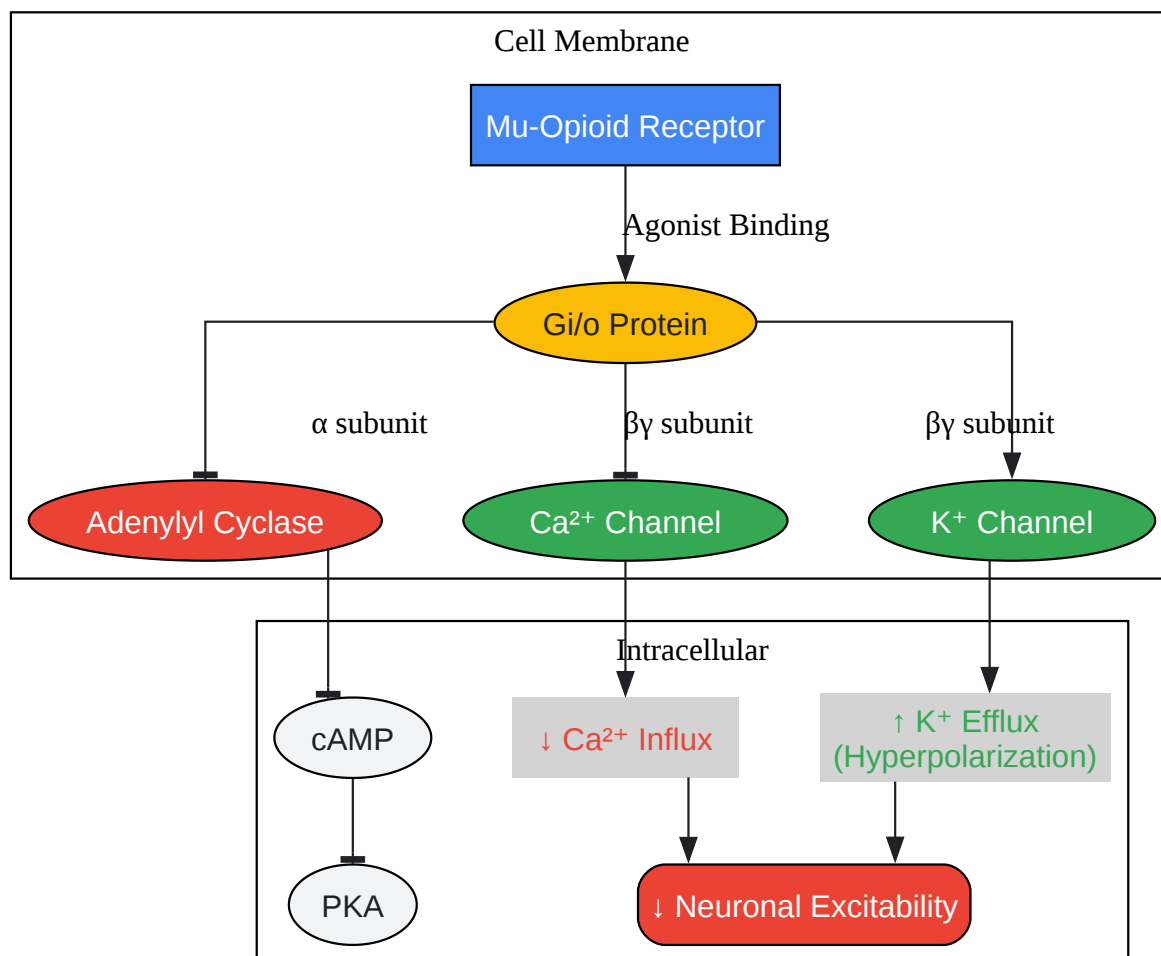 Cell Membrane
Mu-Opioid Receptor
Agonist Binding
Gi/o Protein
α subunit
βγ subunit
βγ subunit
Adenylyl Cyclase
Ca²⁺ Channel
K⁺ Channel
Intracellular
cAMP
↓ Ca²⁺ Influx
↑ K⁺ Efflux
(Hyperpolarization)
PKA
↓ Neuronal Excitability